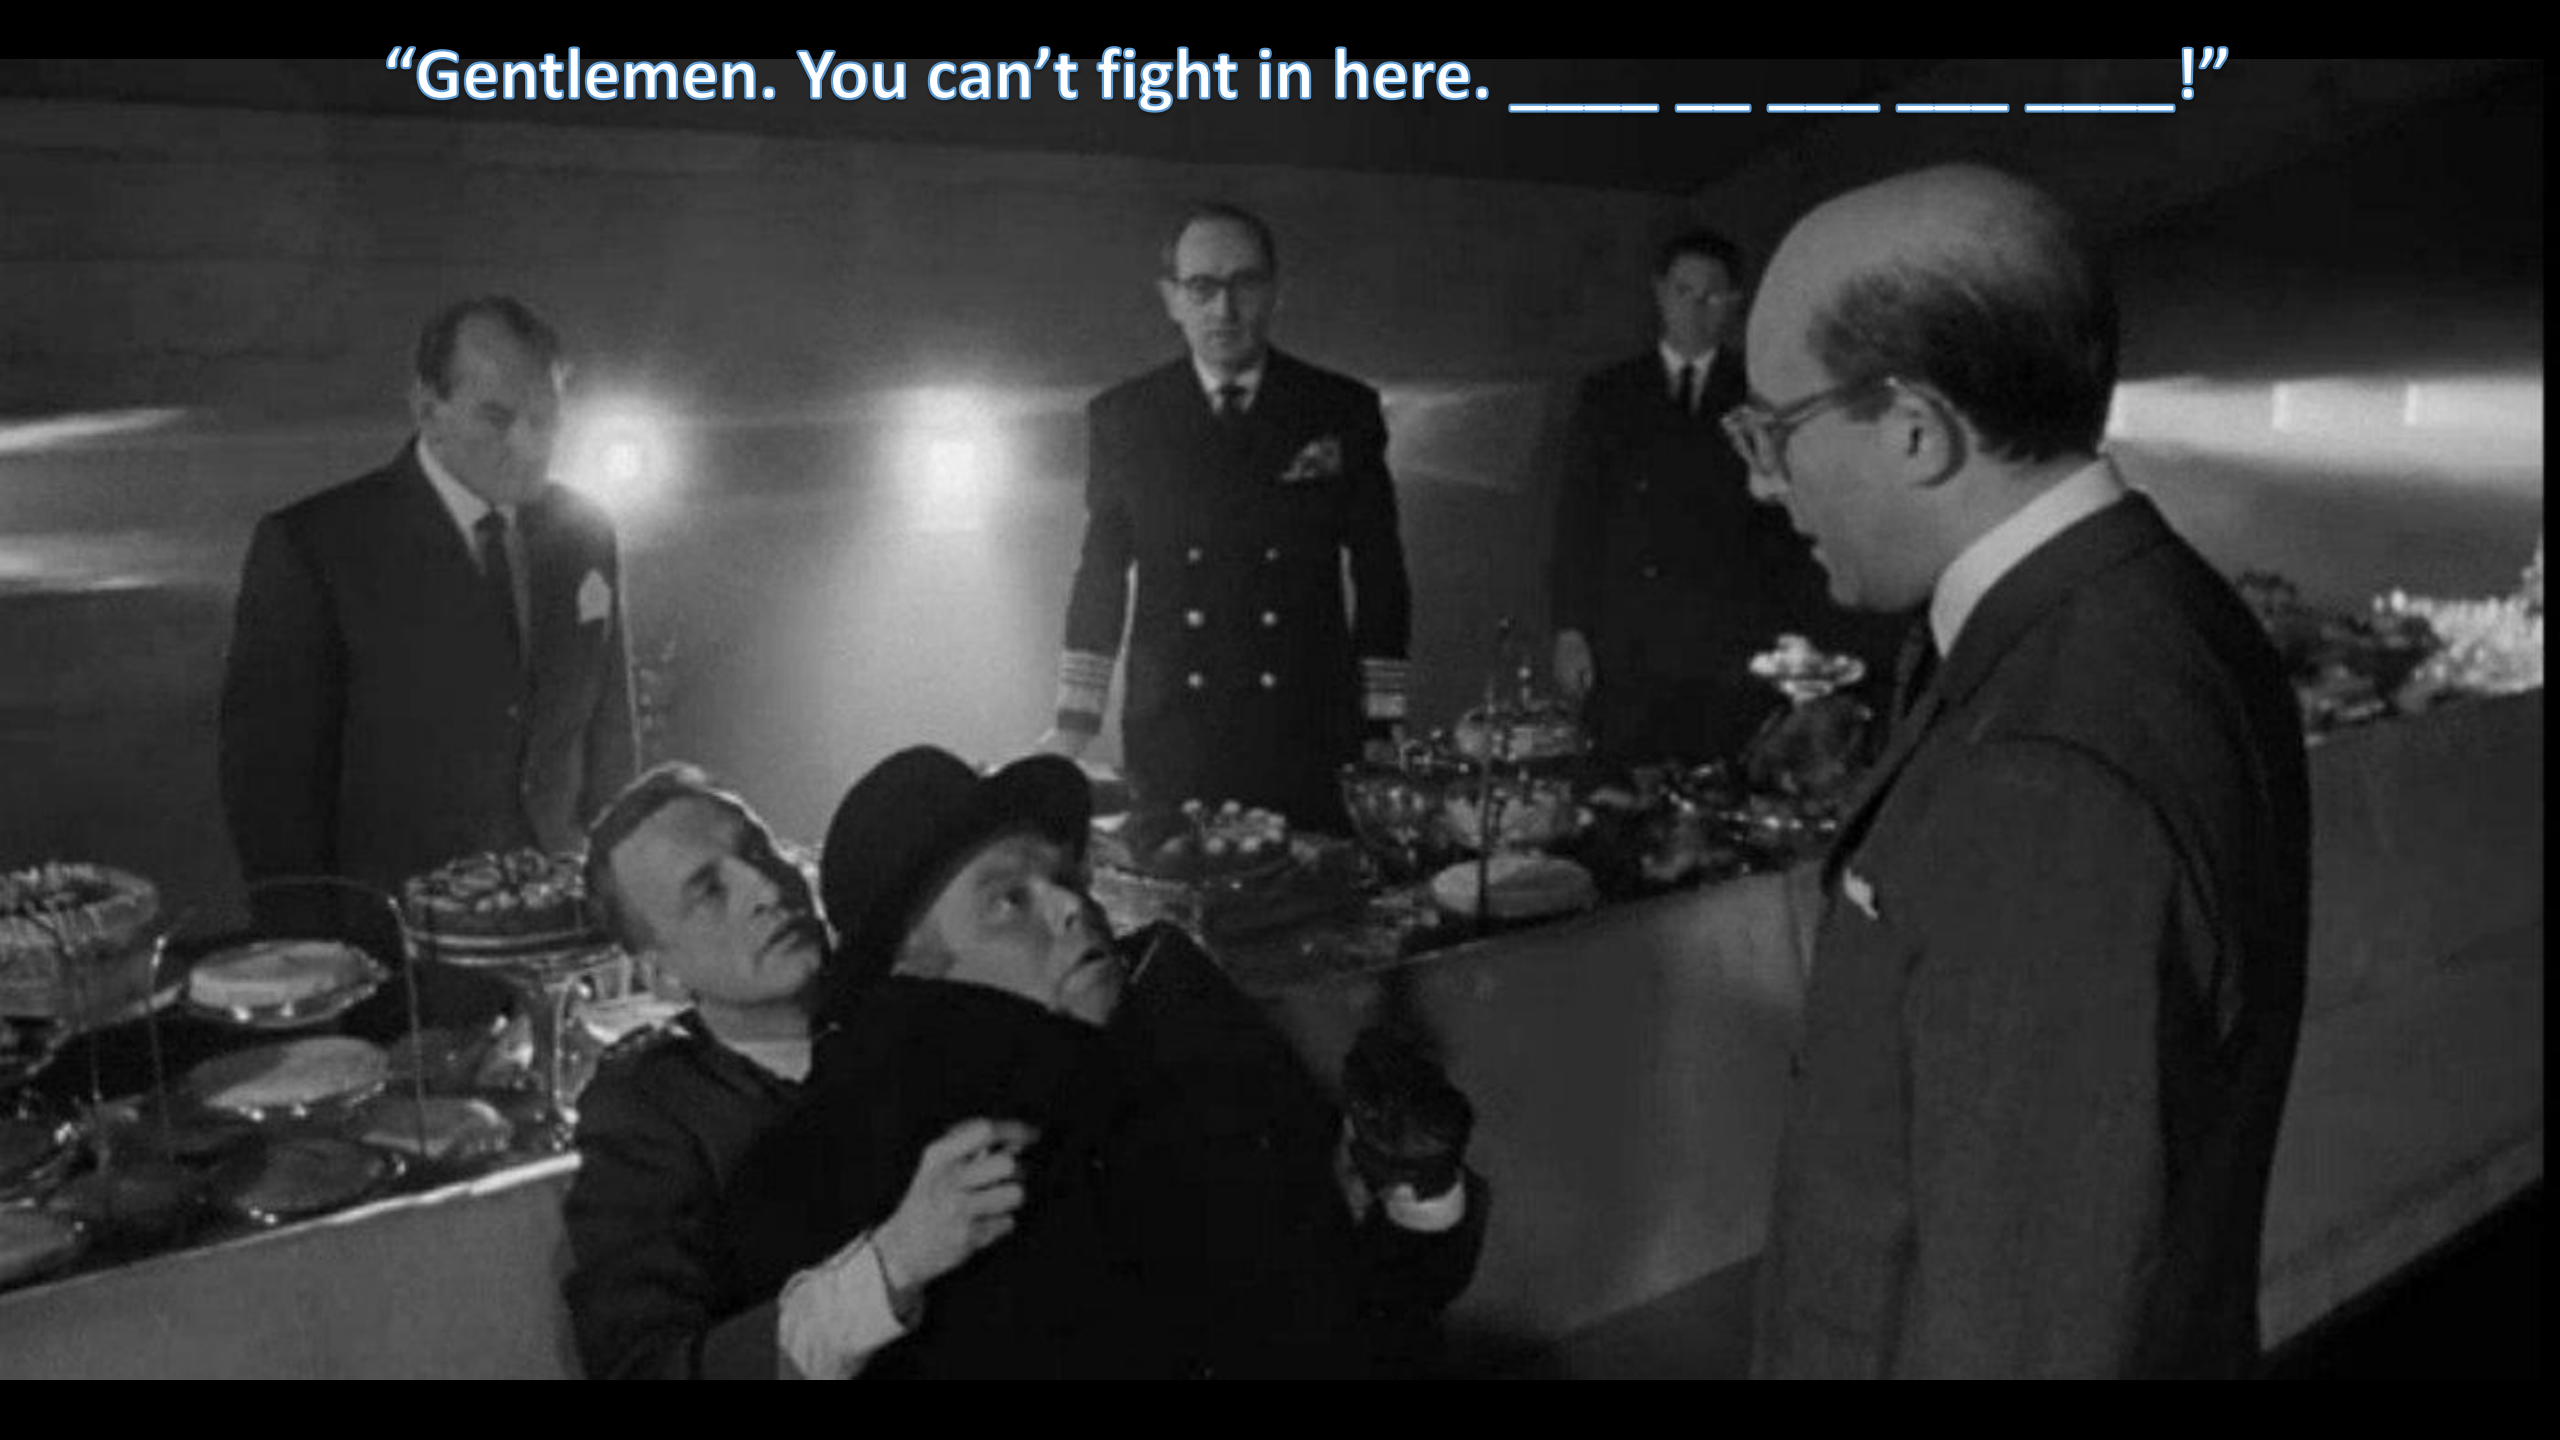 “Gentlemen. You can’t fight in here. ____ __ ___ ___ ____!”